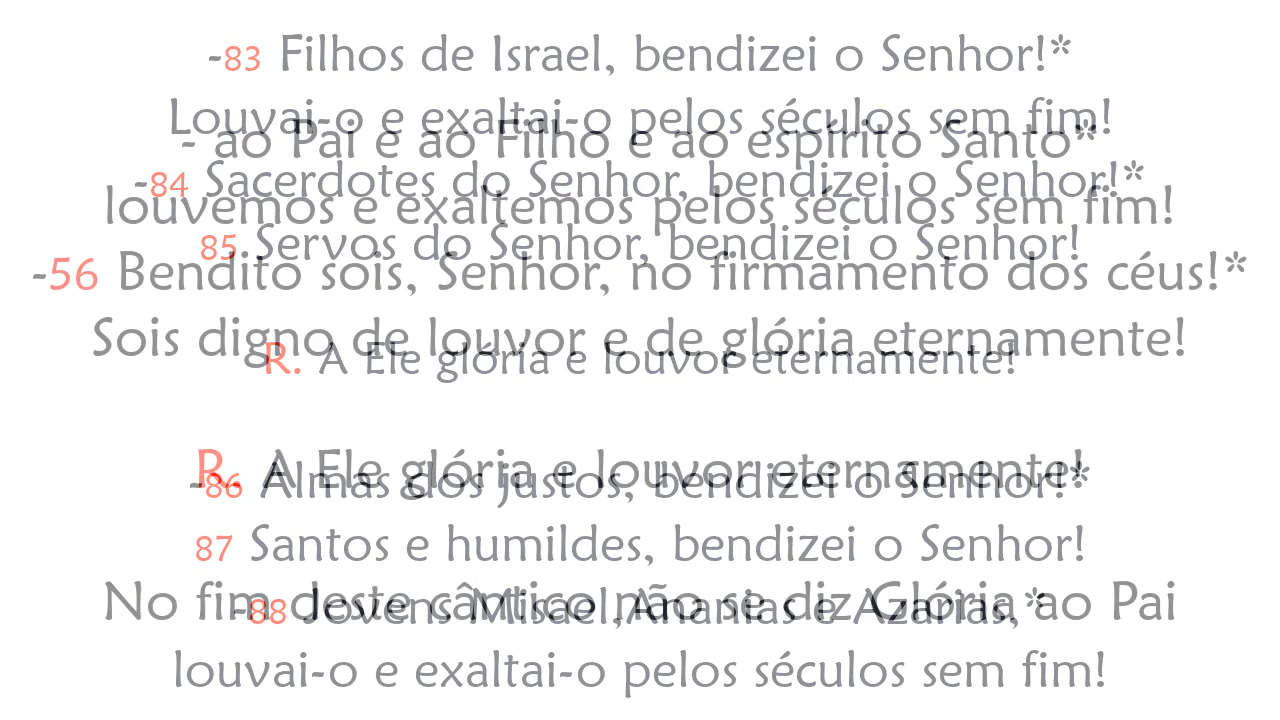 -83 Filhos de Israel, bendizei o Senhor!*
Louvai-o e exaltai-o pelos séculos sem fim!
- ao Pai e ao Filho e ao espírito Santo*
-84 Sacerdotes do Senhor, bendizei o Senhor!*
louvemos e exaltemos pelos séculos sem fim!
85 Servos do Senhor, bendizei o Senhor!
-56 Bendito sois, Senhor, no firmamento dos céus!*
Sois digno de louvor e de glória eternamente!
R. A Ele glória e louvor eternamente!
R. A Ele glória e louvor eternamente!
-86 Almas dos justos, bendizei o Senhor!*
87 Santos e humildes, bendizei o Senhor!
No fim deste cântico não se diz Glória ao Pai
-88 Jovens Misael, Ananias e Azarias,*
louvai-o e exaltai-o pelos séculos sem fim!